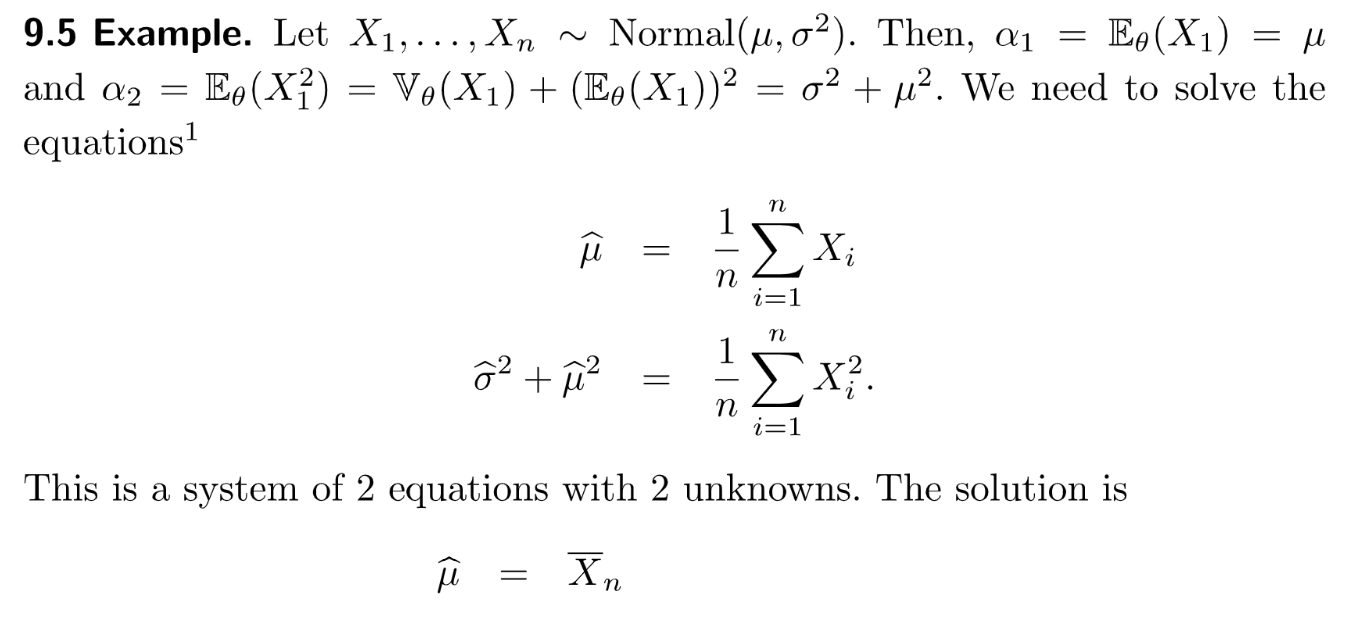 9.5 Example. Let X₁, . . . , Xₙ ∼ Normal(μ, σ²). Then, α₁ = 𝔼_θ(X₁) = μ
and α₂ = 𝔼_θ(X₁²) = 𝕍_θ(X₁) + (𝔼_θ(X₁))² = σ² + μ². We need to solve the
equations¹
μ̂ = 1/n ∑_{i=1}^{n} X_i
σ̂² + μ̂² = 1/n ∑_{i=1}^{n} X_i².
This is a system of 2 equations with 2 unknowns. The solution is
μ̂ = X̅ₙ